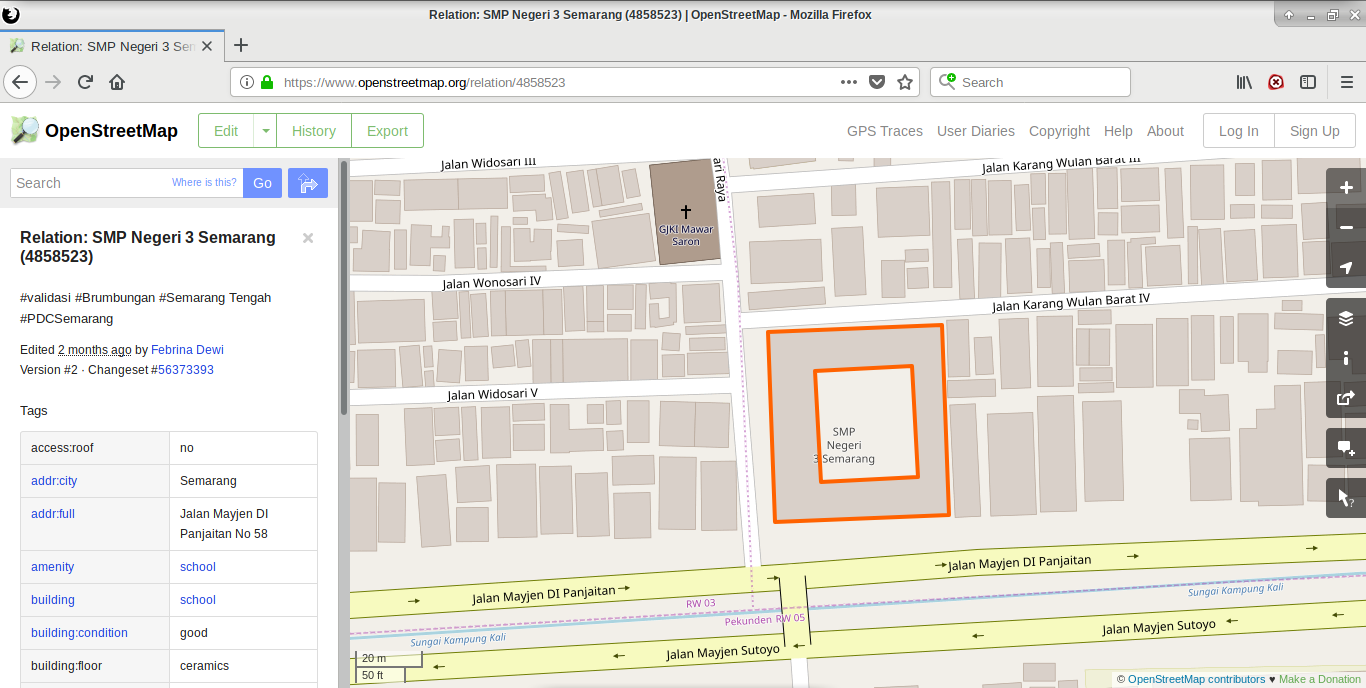 Relation: SMP Negeri 3 Semarang (4858523) | OpenStreetMap - Mozilla Firefox
Relation: SMP Negeri 3 Sem
https://www.openstreetmap.org/relation/4858523
Search
OpenStreetMap
Edit
History
Export
GPS Traces
User Diaries
Copyright
Help
About
Log In
Sign Up
Search
Where is this?
Go
Relation: SMP Negeri 3 Semarang
(4858523)
#validasi #Brumbungan #Semarang Tengah
#PDCSemarang
Edited 2 months ago by Febrina Dewi
Version #2 · Changeset #56373393
Tags
access:roof no
addr:city Semarang
addr:full Jalan Mayjen DI
Panjaitan No 58
amenity school
building school
building:condition good
building:floor ceramics
Jalan Widosari III
ari Raya
Jalan Karang Wulan Barat III
GJKI Mawar
Saron
Jalan Wonosari IV
Jalan Karang Wulan Barat IV
Jalan Widosari V
SMP
Negeri
3 Semarang
Jalan Mayjen DI Panjaitan
Jalan Mayjen DI Panjaitan
RW 03
Pekunden RW 05
Sungai Kampung Kali
Sungai Kampung Kali
Jalan Mayjen Sutoyo
Jalan Mayjen Sutoyo
20 m
50 ft
?
© OpenStreetMap contributors ♥ Make a Donation